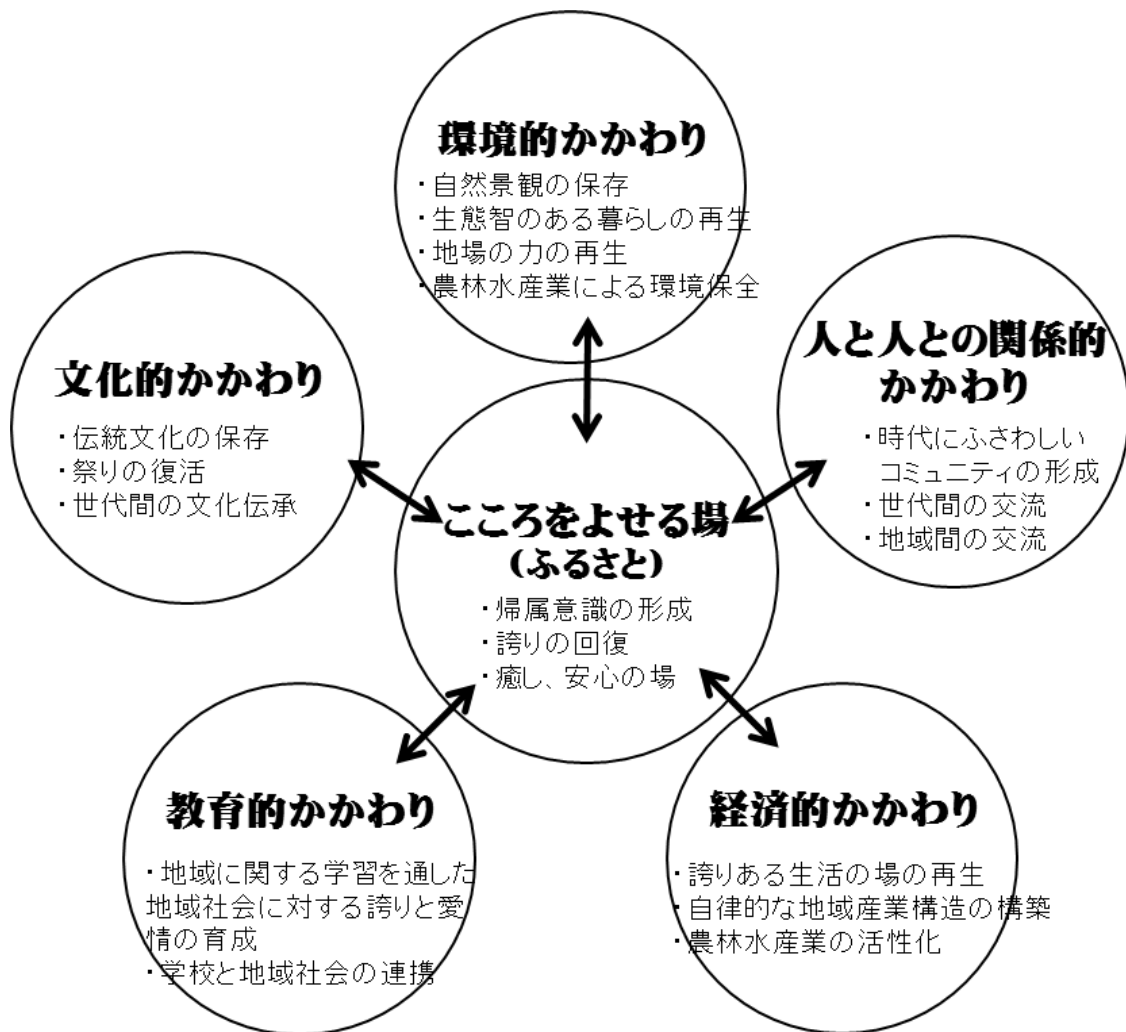 環境的かかわり
・自然景観の保存
・生態智のある暮らしの再生
・地場の力の再生
・農林水産業による環境保全
文化的かかわり
・伝統文化の保存
・祭りの復活
・世代間の文化伝承
人と人との関係的
かかわり
・時代にふさわしい
コミュニティの形成
・世代間の交流
・地域間の交流
こころをよせる場
(ふるさと)
・帰属意識の形成
・誇りの回復
・癒し、安心の場
教育的かかわり
・地域に関する学習を通した
地域社会に対する誇りと愛
情の育成
・学校と地域社会の連携
経済的かかわり
・誇りある生活の場の再生
・自律的な地域産業構造の構築
・農林水産業の活性化